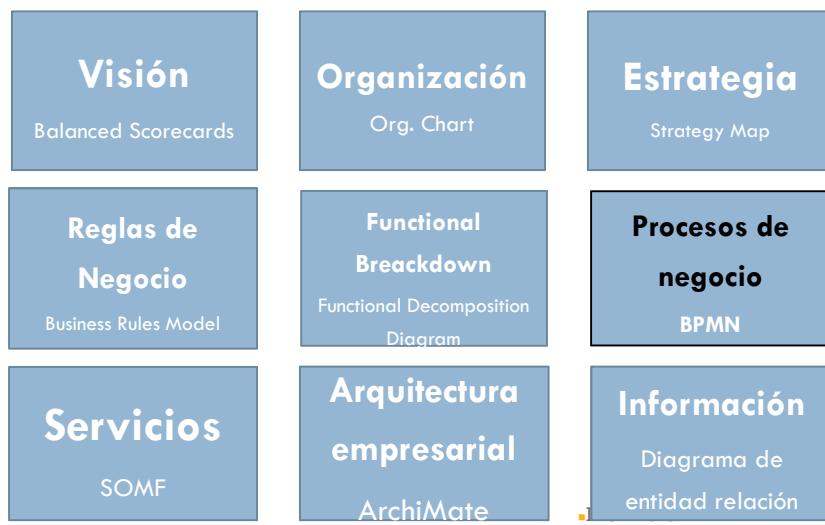 Visión
Balanced Scorecards
Organización
Org. Chart
Estrategia
Strategy Map
Reglas de
Negocio
Business Rules Model
Functional
Breackdown
Functional Decomposition
Diagram
Procesos de
negocio
BPMN
Servicios
SOMF
Arquitectura
empresarial
ArchiMate
Información
Diagrama de
entidad relación